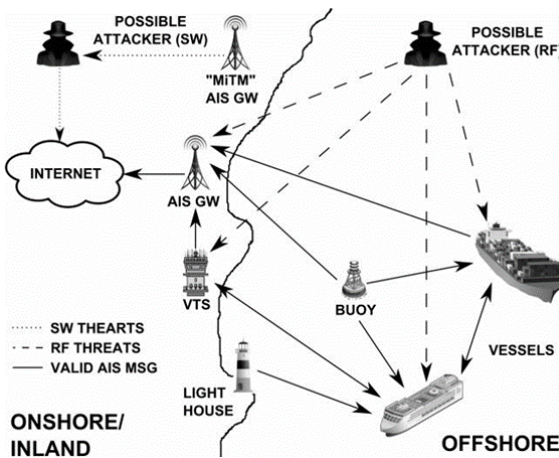 POSSIBLE
ATTACKER (SW)
POSSIBLE
ATTACKER (RF)
"MiTM"
AIS GW
INTERNET
AIS GW
VTS
BUOY
SW THEARTS
RF THREATS
VALID AIS MSG
VESSELS
LIGHT
HOUSE
ONSHORE/
INLAND
OFFSHORE